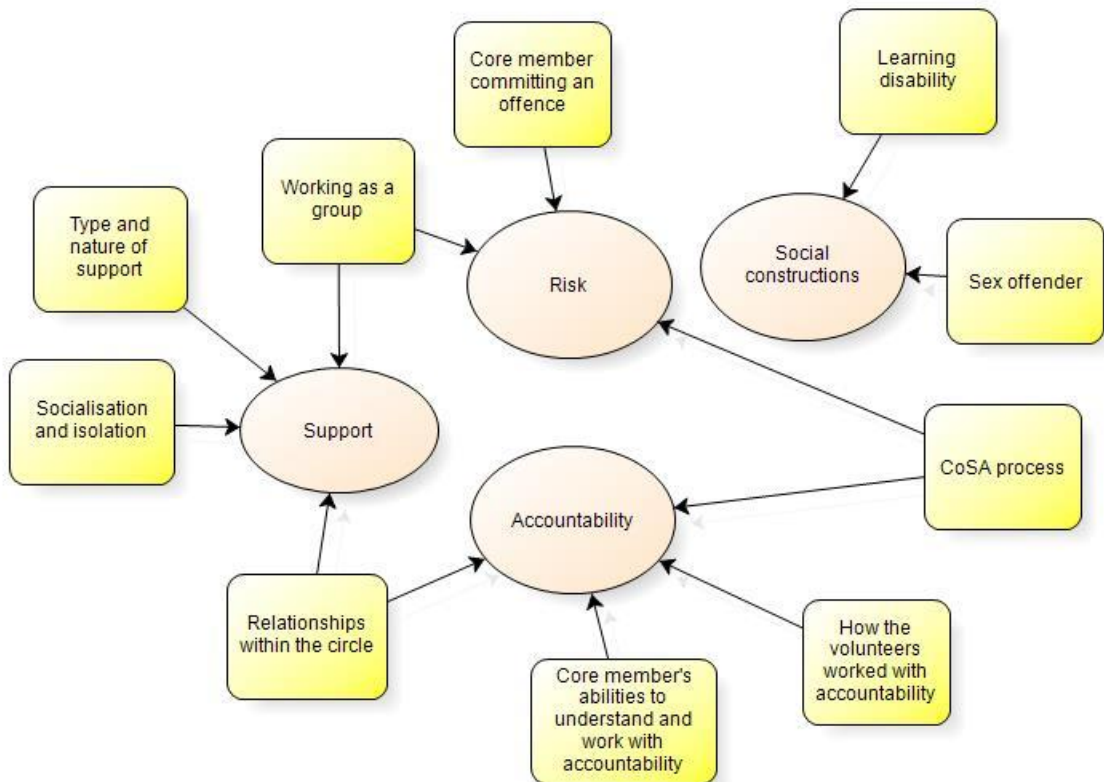 Core member
committing an
offence
Learning
disability
Working as a
group
Type and
nature of
support
Risk
Social
constructions
Sex offender
Socialisation
and isolation
Support
CoSA process
Accountability
Relationships
within the circle
Core member's
abilities to
understand and
work with
accountability
How the
volunteers
worked with
accountability